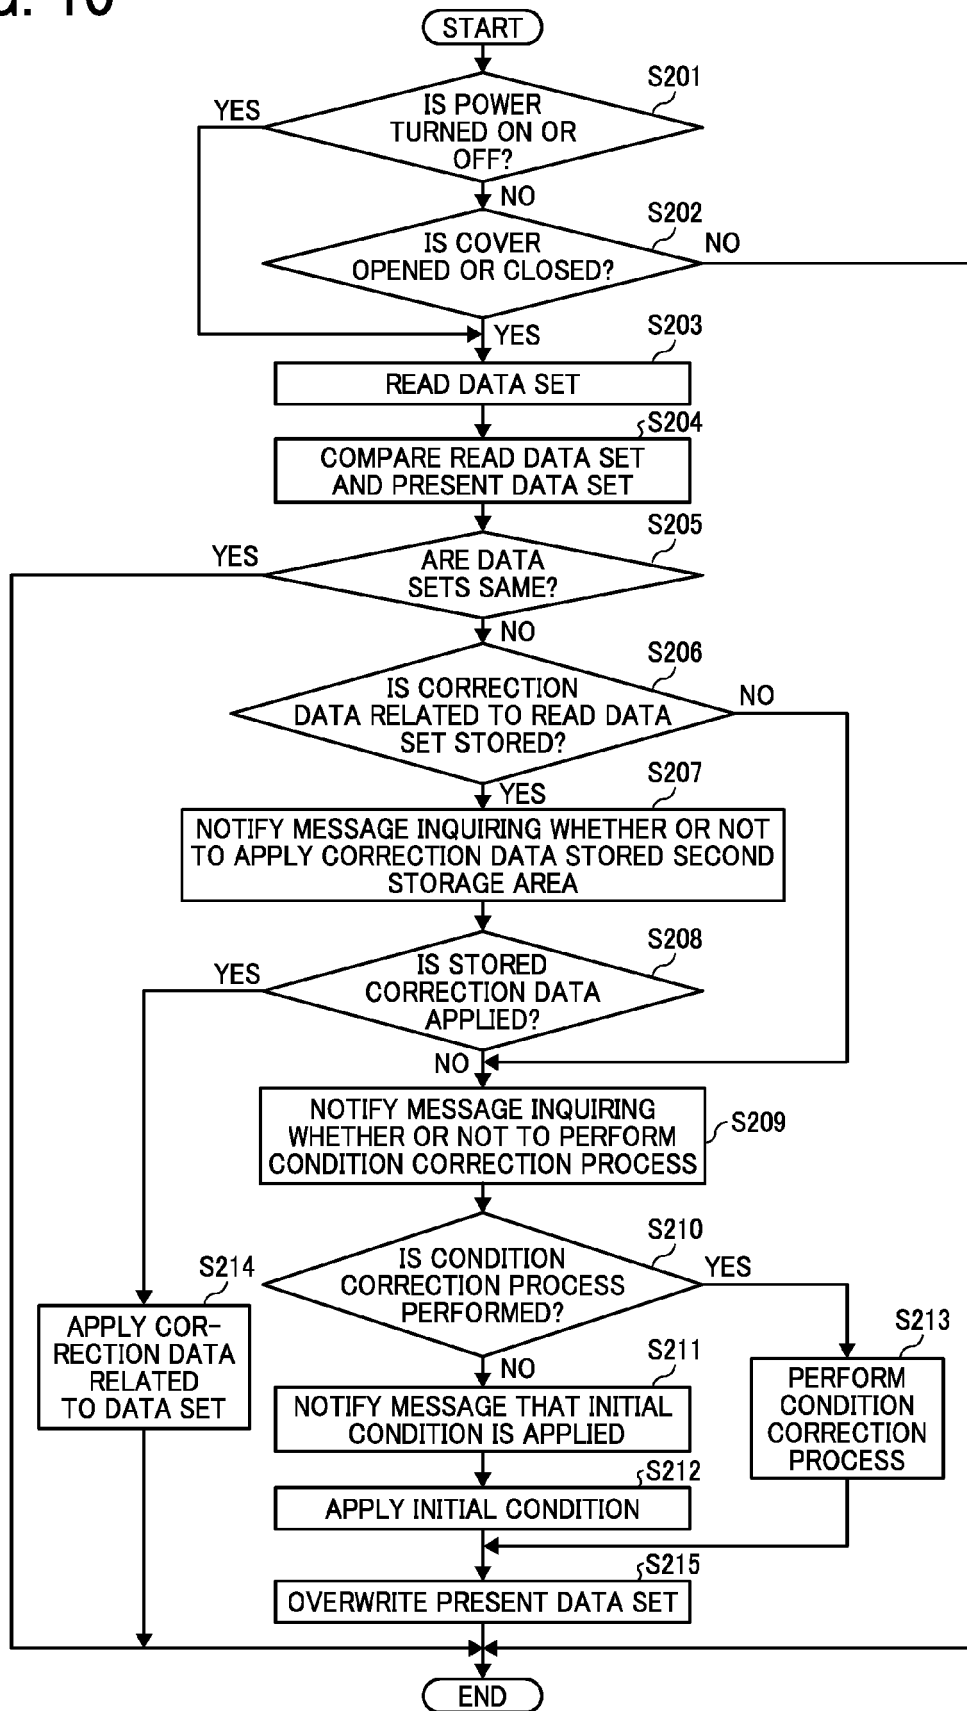 G. 10
START
S201
YES
IS POWER
TURNED ON OR
OFF?
NO
S202
IS COVER
OPENED OR CLOSED?
NO
YES
S203
READ DATA SET
S204
COMPARE READ DATA SET
AND PRESENT DATA SET
S205
YES
ARE DATA
SETS SAME?
NO
S206
IS CORRECTION
DATA RELATED TO READ DATA
SET STORED?
NO
YES
S207
NOTIFY MESSAGE INQUIRING WHETHER OR NOT
TO APPLY CORRECTION DATA STORED SECOND
STORAGE AREA
S208
YES
IS STORED
CORRECTION DATA
APPLIED?
NO
NOTIFY MESSAGE INQUIRING
WHETHER OR NOT TO PERFORM
CONDITION CORRECTION PROCESS
S209
S210
IS CONDITION
CORRECTION PROCESS
PERFORMED?
YES
NO
S214
APPLY COR-
RECTION DATA
RELATED
TO DATA SET
S211
NOTIFY MESSAGE THAT INITIAL
CONDITION IS APPLIED
S213
PERFORM
CONDITION
CORRECTION
PROCESS
S212
APPLY INITIAL CONDITION
S215
OVERWRITE PRESENT DATA SET
END